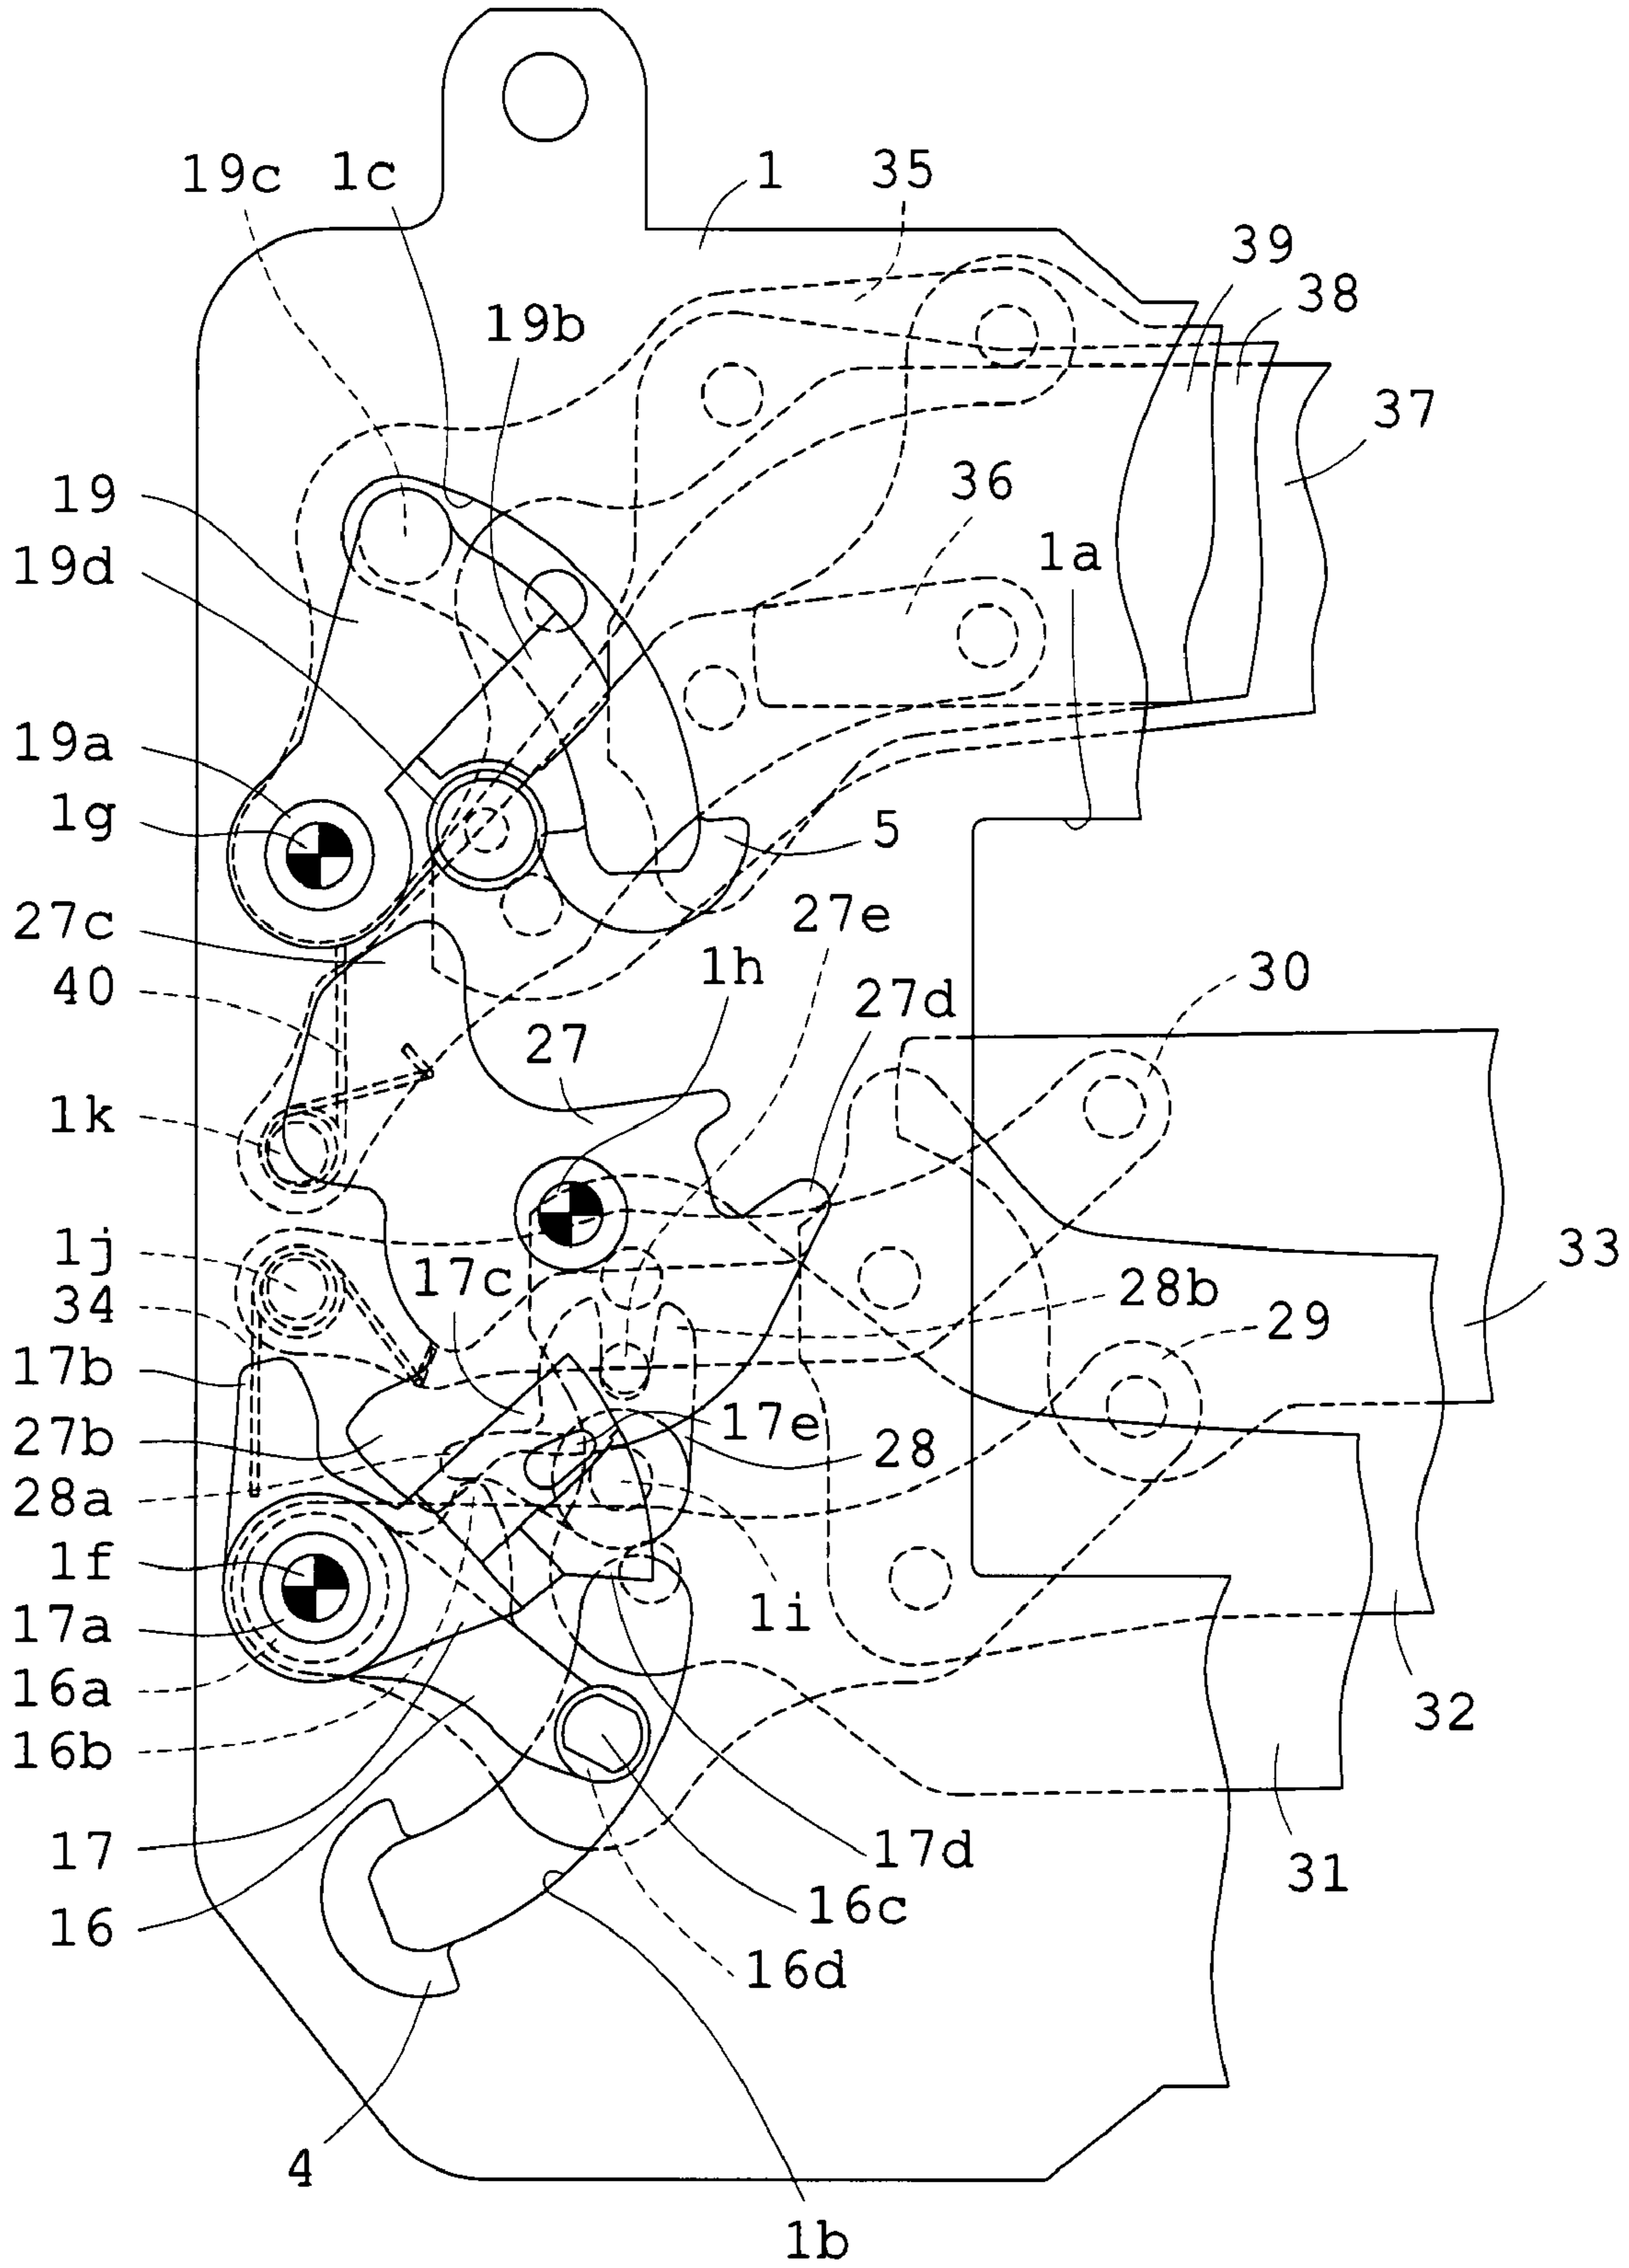 19c 1c 1 35
39
38
19b
37
19 36
19d 1a
19a
1g 5
27c 27e
40 1h 27d 30
27
1k
1j 33
34 17c 28b
17b 29
27b 17e
28a 28
1f
17a 1i
16a 32
16b
17 17d 31
16 16c
16d
4
1b